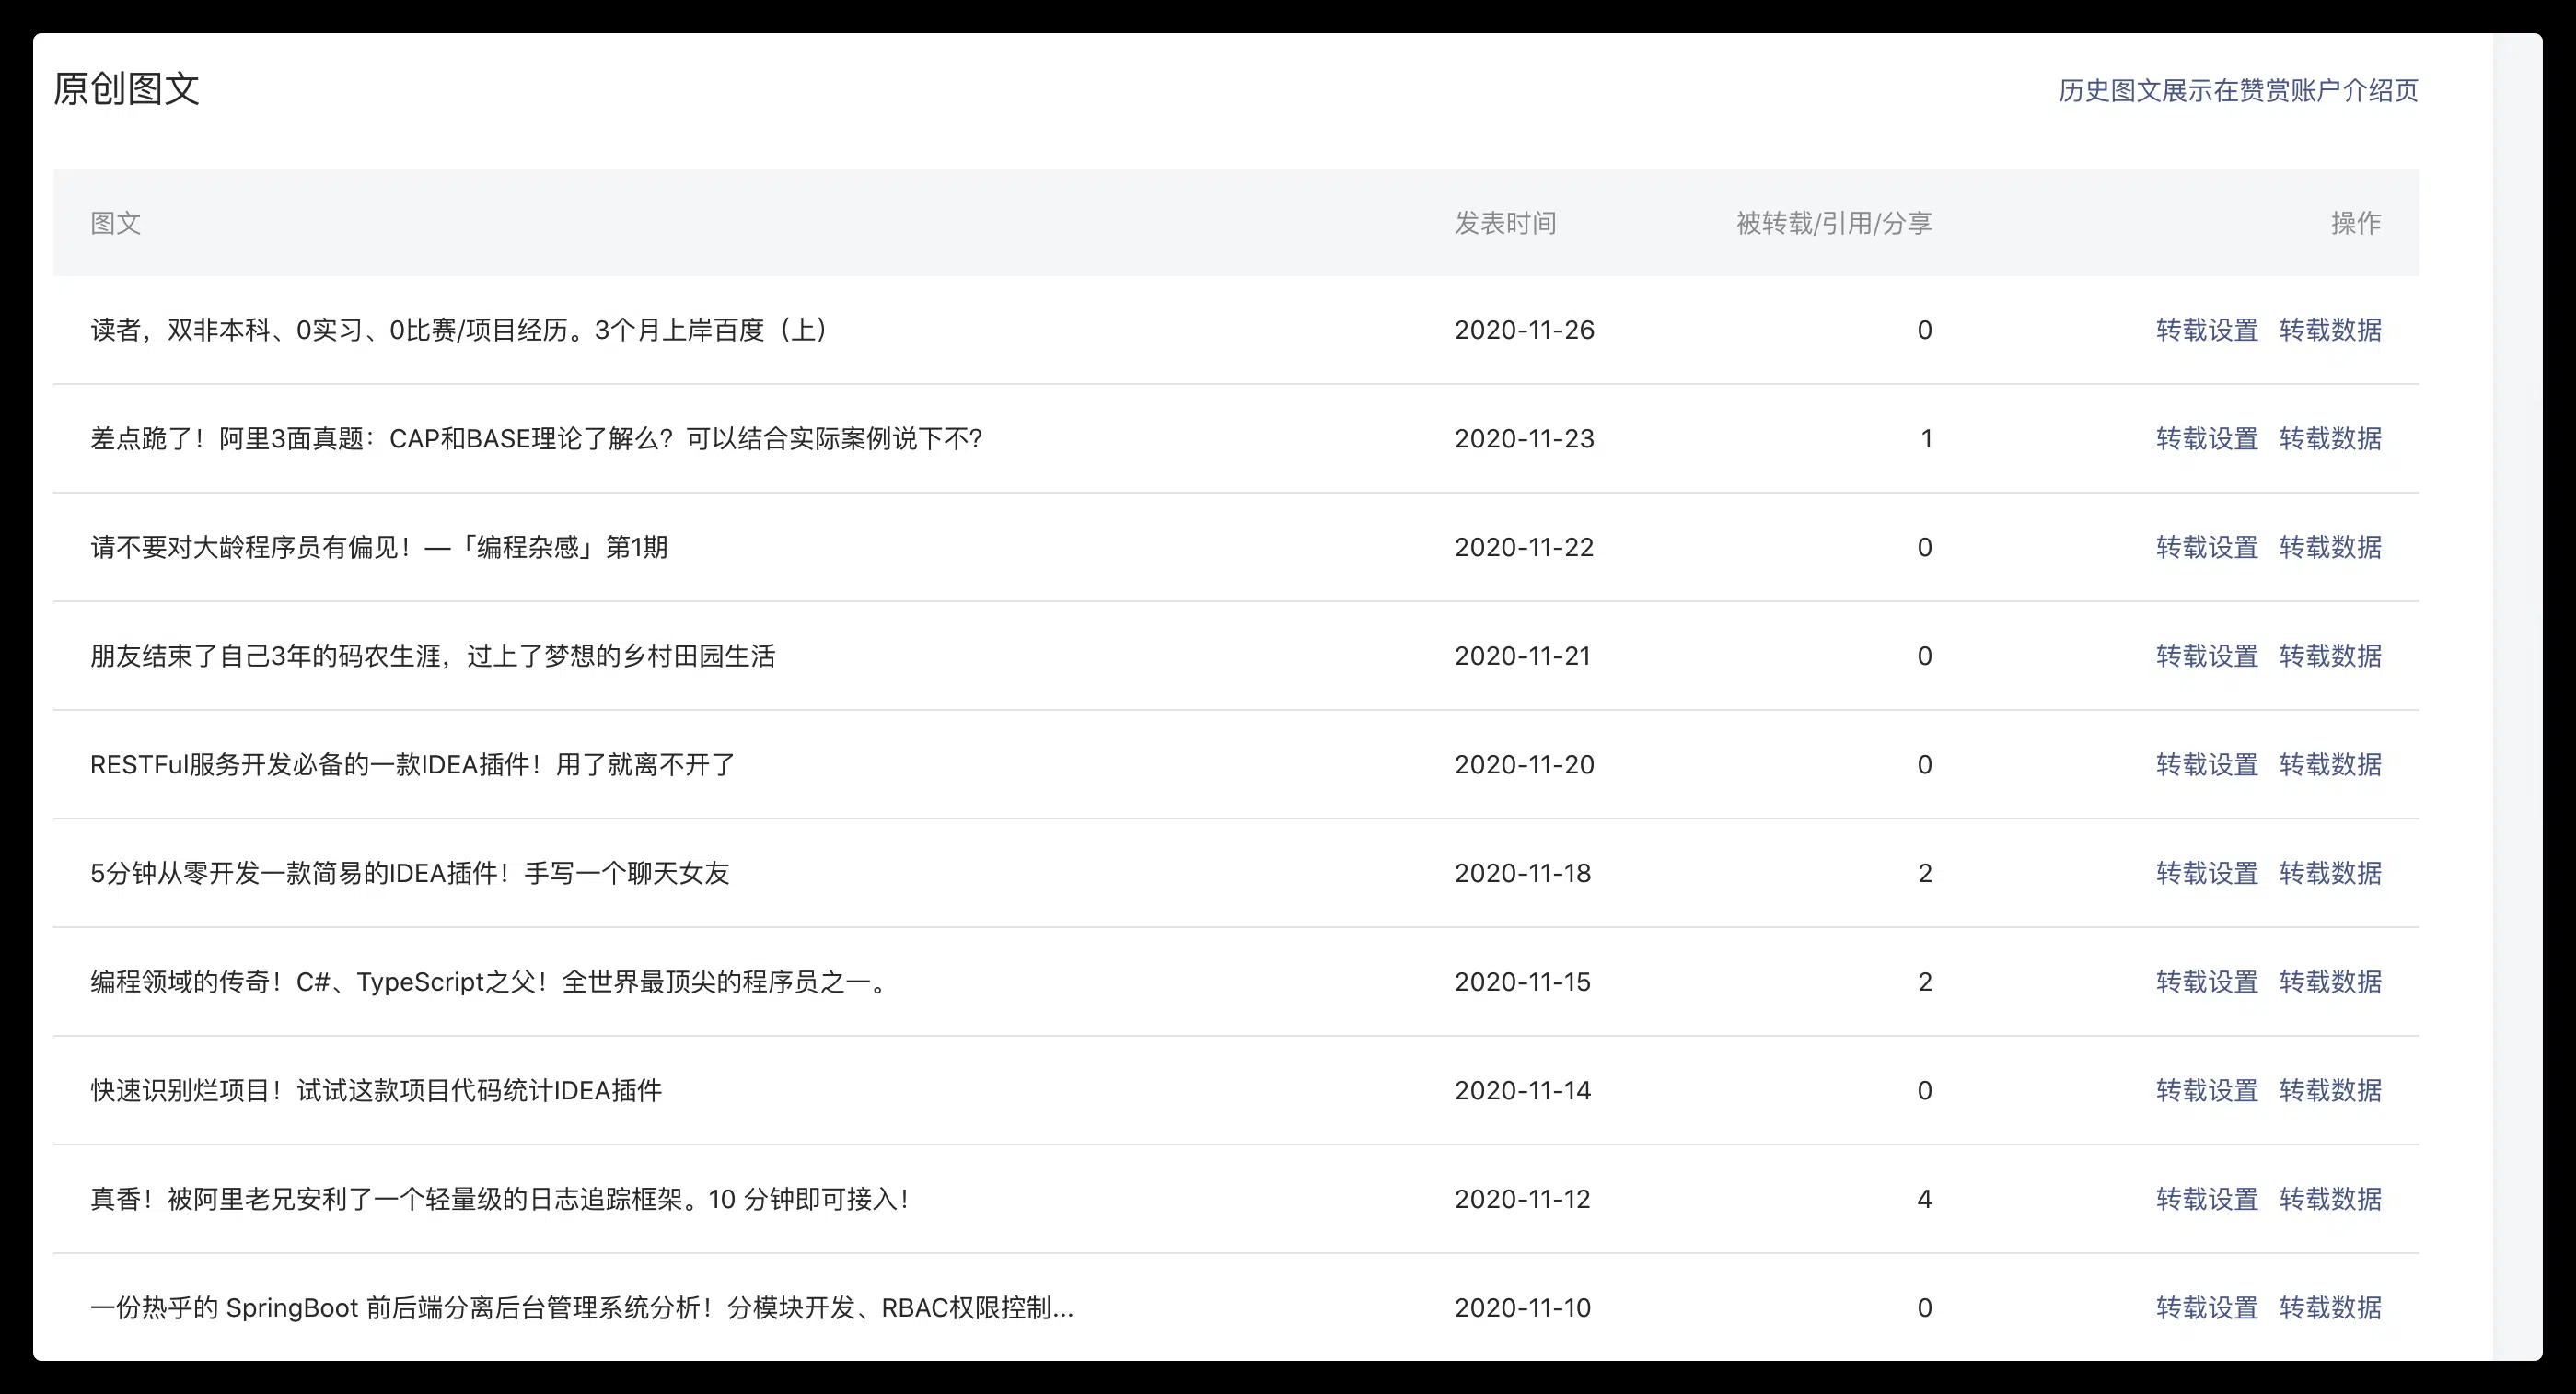 原创图文 历史图文展示在赞赏账户介绍页
图文 发表时间 被转载/引用/分享 操作
读者，双非本科、0实习、0比赛/项目经历。3个月上岸百度（上） 2020-11-26 0 转载设置 转载数据
差点跪了！阿里3面真题：CAP和BASE理论了解么？可以结合实际案例说下不？ 2020-11-23 1 转载设置 转载数据
请不要对大龄程序员有偏见！—「编程杂感」第1期 2020-11-22 0 转载设置 转载数据
朋友结束了自己3年的码农生涯，过上了梦想的乡村田园生活 2020-11-21 0 转载设置 转载数据
RESTFul服务开发必备的一款IDEA插件！用了就离不开了 2020-11-20 0 转载设置 转载数据
5分钟从零开发一款简易的IDEA插件！手写一个聊天女友 2020-11-18 2 转载设置 转载数据
编程领域的传奇！C#、TypeScript之父！全世界最顶尖的程序员之一。 2020-11-15 2 转载设置 转载数据
快速识别烂项目！试试这款项目代码统计IDEA插件 2020-11-14 0 转载设置 转载数据
真香！被阿里老兄安利了一个轻量级的日志追踪框架。10 分钟即可接入！ 2020-11-12 4 转载设置 转载数据
一份热乎的 SpringBoot 前后端分离后台管理系统分析！分模块开发、RBAC权限控制... 2020-11-10 0 转载设置 转载数据